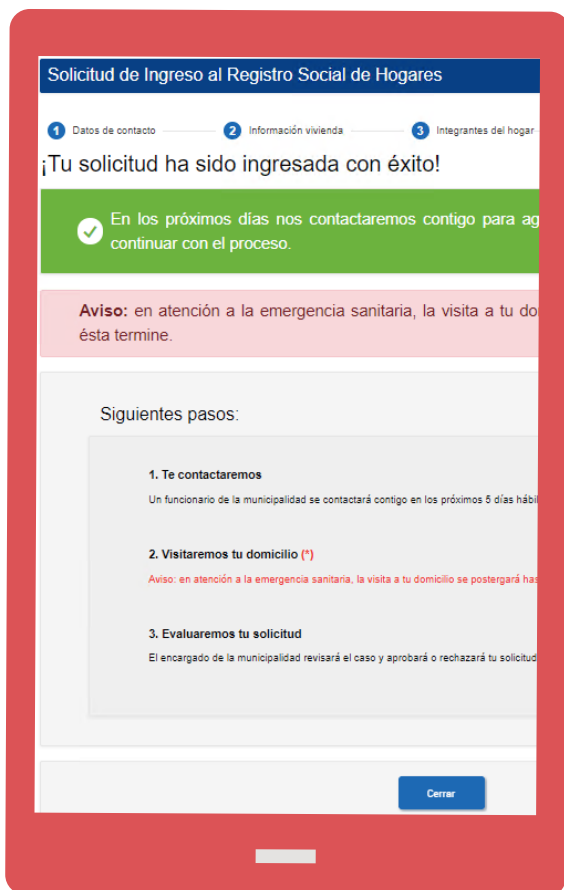 Solicitud de Ingreso al Registro Social de Hogares
1 Datos de contacto 2 Información vivienda 3 Integrantes del hogar
¡Tu solicitud ha sido ingresada con éxito!
En los próximos días nos contactaremos contigo para ag
continuar con el proceso.
Aviso: en atención a la emergencia sanitaria, la visita a tu do
ésta termine.
Siguientes pasos:
1. Te contactaremos
Un funcionario de la municipalidad se contactará contigo en los próximos 5 días hábil
2. Visitaremos tu domicilio (*)
Aviso: en atención a la emergencia sanitaria, la visita a tu domicilio se postergará has
3. Evaluaremos tu solicitud
El encargado de la municipalidad revisará el caso y aprobará o rechazará tu solicitud
Cerrar